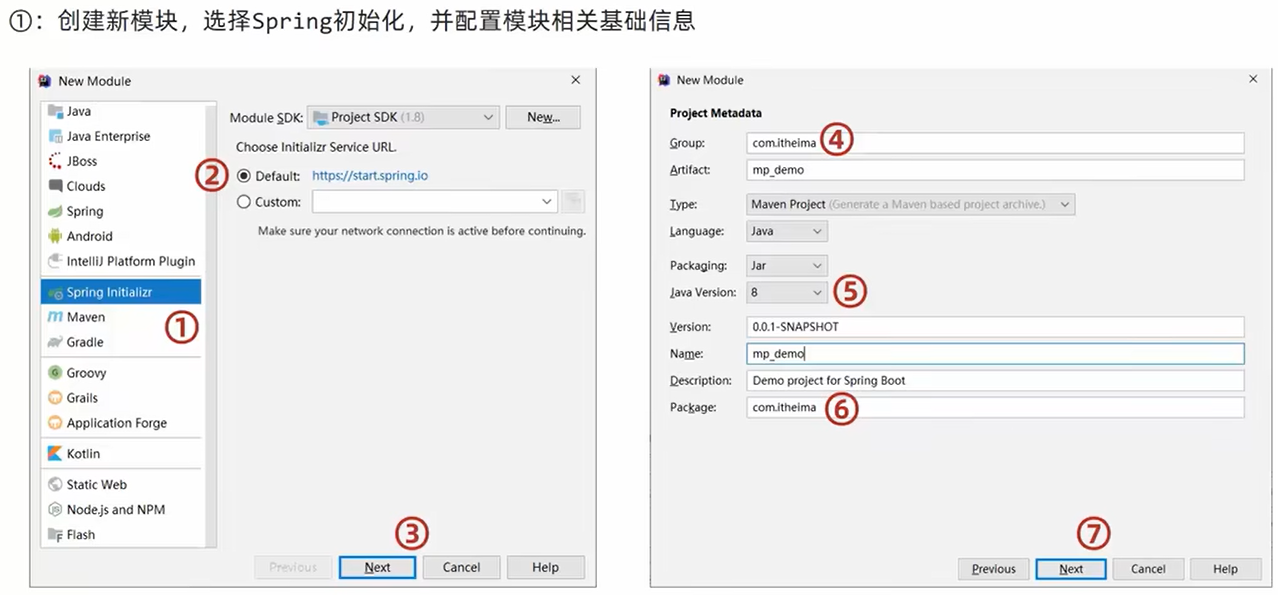 ①：创建新模块，选择Spring初始化，并配置模块相关基础信息
New Module
Java
Java Enterprise
JBoss
Clouds
Spring
Android
IntelliJ Platform Plugin
Spring Initializr
①
Maven
Gradle
Groovy
Grails
Application Forge
Kotlin
Static Web
Node.js and NPM
Flash
Module SDK: Project SDK (1.8) New...
Choose Initializr Service URL.
② Default: https://start.spring.io
Custom:
Make sure your network connection is active before continuing.
③
Previous Next Cancel Help
New Module
Project Metadata
Group: com.itheima ④
Artifact: mp_demo
Type: Maven Project (Generate a Maven based project archive.)
Language: Java
Packaging: Jar
Java Version: 8 ⑤
Version: 0.0.1-SNAPSHOT
Name: mp_demo
Description: Demo project for Spring Boot
Package: com.itheima ⑥
⑦
Previous Next Cancel Help